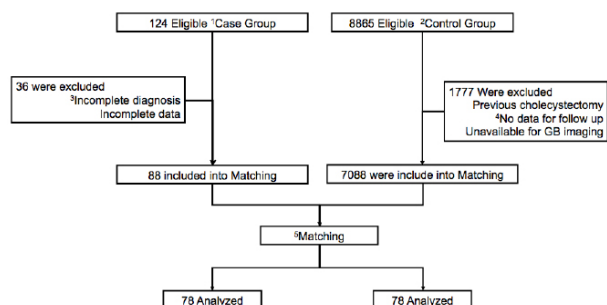 124 Eligible ¹Case Group
8865 Eligible ²Control Group
36 were excluded
³Incomplete diagnosis
Incomplete data
1777 Were excluded
Previous cholecystectomy
⁴No data for follow up
Unavailable for GB imaging
88 included into Matching
7088 were include into Matching
⁵Matching
78 Analyzed
78 Analyzed